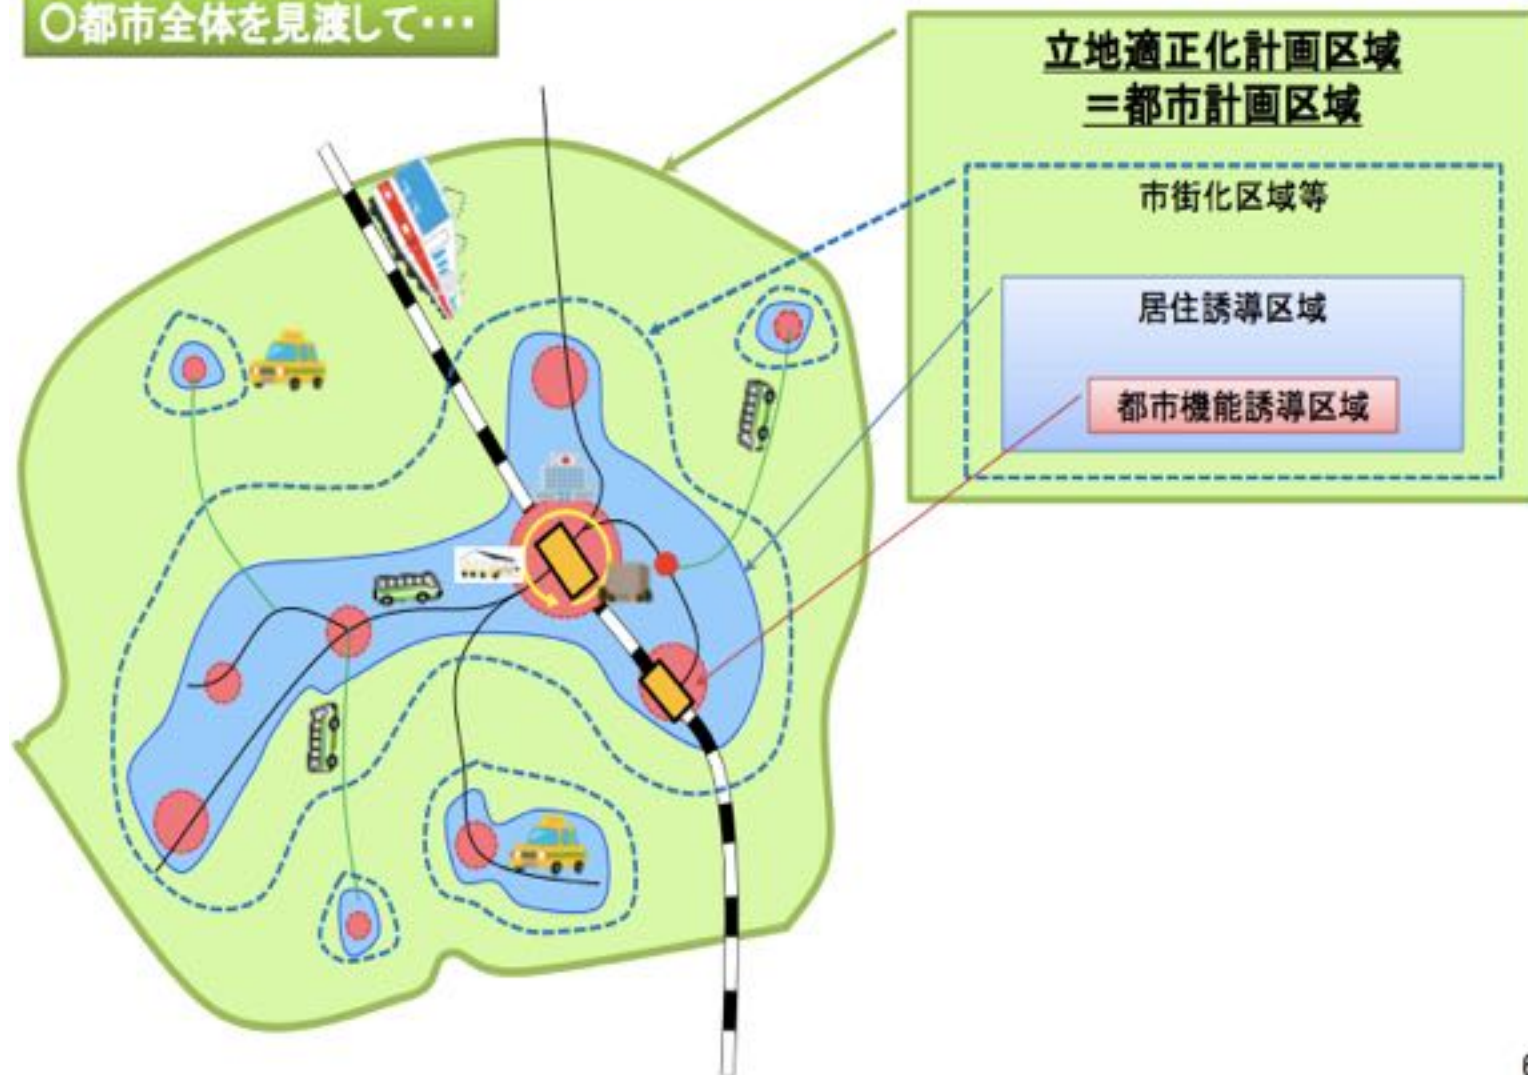 〇都市全体を見渡して･･･
立地適正化計画区域
＝都市計画区域
市街化区域等
居住誘導区域
都市機能誘導区域